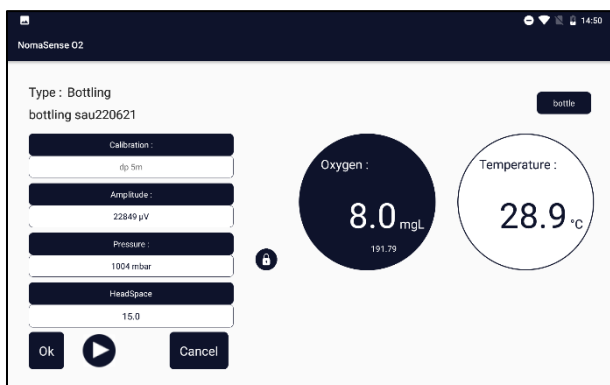 14:50
NomaSense O2
Type : Bottling
bottling sau220621
bottle
Calibration :
dp 5m
Amplitude :
22849 µV
Pressure :
1004 mbar
HeadSpace
15.0
Ok
Cancel
Oxygen :
8.0 mgL
191.79
Temperature :
28.9 °C